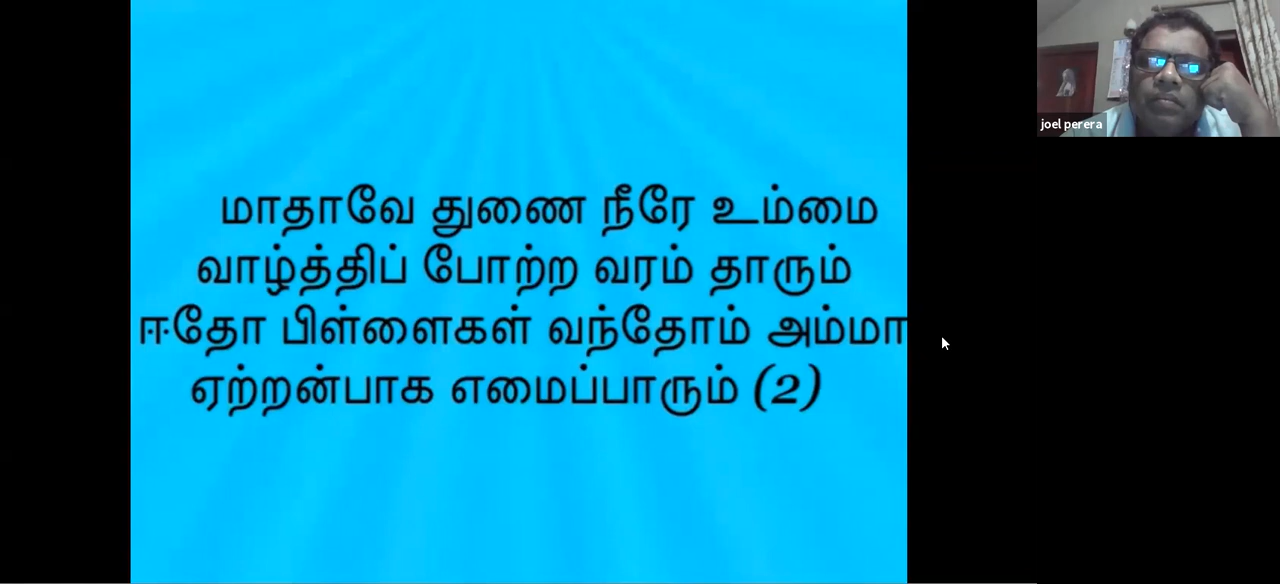 மாதாவே துணை நீரே உம்மை
வாழ்த்திப் போற்ற வரம் தாரும்
ஈதோ பிள்ளைகள் வந்தோம் அம்மா
ஏற்றன்பாக எமைப்பாரும் (2)
joel perera